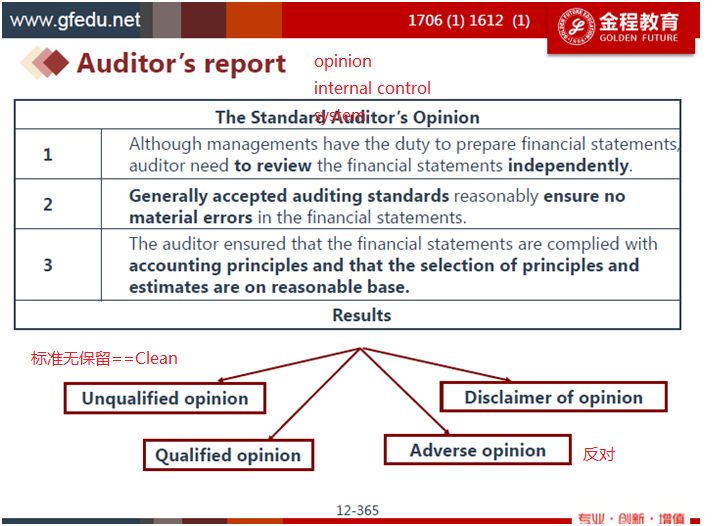 www.gfedu.net
1706 (1) 1612 (1)
金程教育
GOLDEN FUTURE
Auditor's report
opinion
internal control
system
The Standard Auditor's Opinion
1
Although managements have the duty to prepare financial statements,
auditor need to review the financial statements independently.
2
Generally accepted auditing standards reasonably ensure no
material errors in the financial statements.
3
The auditor ensured that the financial statements are complied with
accounting principles and that the selection of principles and
estimates are on reasonable base.
Results
标准无保留==Clean
Unqualified opinion
Disclaimer of opinion
Qualified opinion
Adverse opinion
反对
12-365
专业·创新·增值